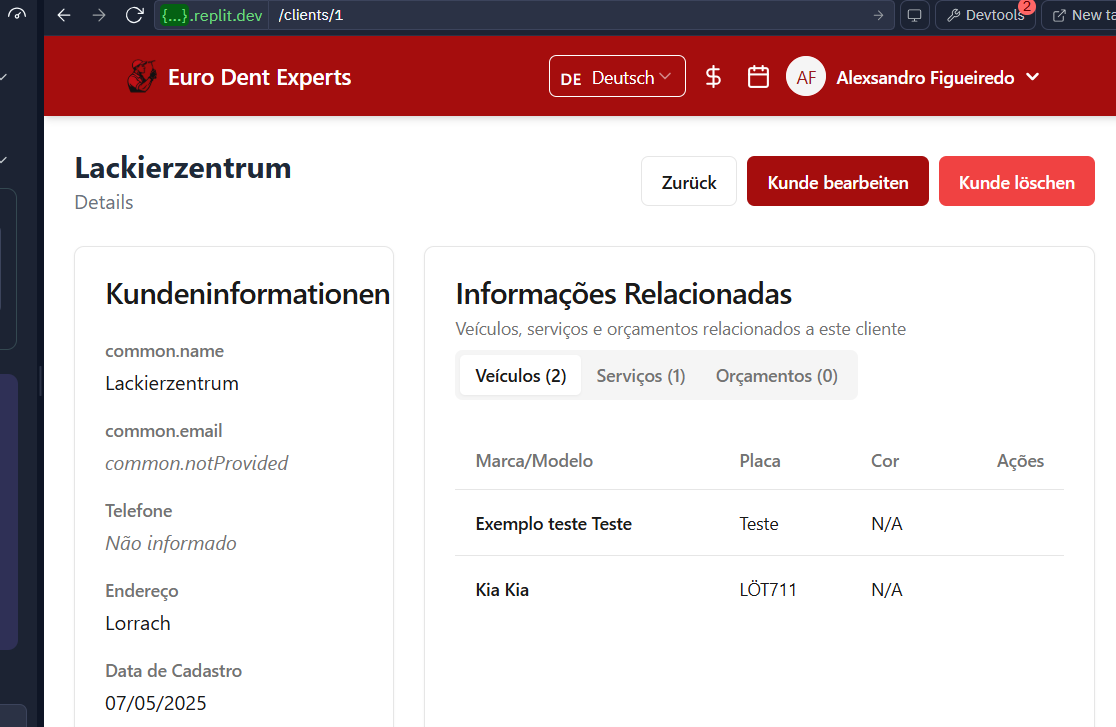 {...}.replit.dev /clients/1 Devtools 2
Euro Dent Experts DE Deutsch $ AF Alexsandro Figueiredo
Lackierzentrum
Details
Zurück Kunde bearbeiten Kunde löschen
Kundeninformationen
common.name
Lackierzentrum
common.email
common.notProvided
Telefone
Não informado
Endereço
Lorrach
Data de Cadastro
07/05/2025
Informações Relacionadas
Veículos, serviços e orçamentos relacionados a este cliente
Veículos (2) Serviços (1) Orçamentos (0)
Marca/Modelo Placa Cor Ações
Exemplo teste Teste Teste N/A
Kia Kia LÖT711 N/A